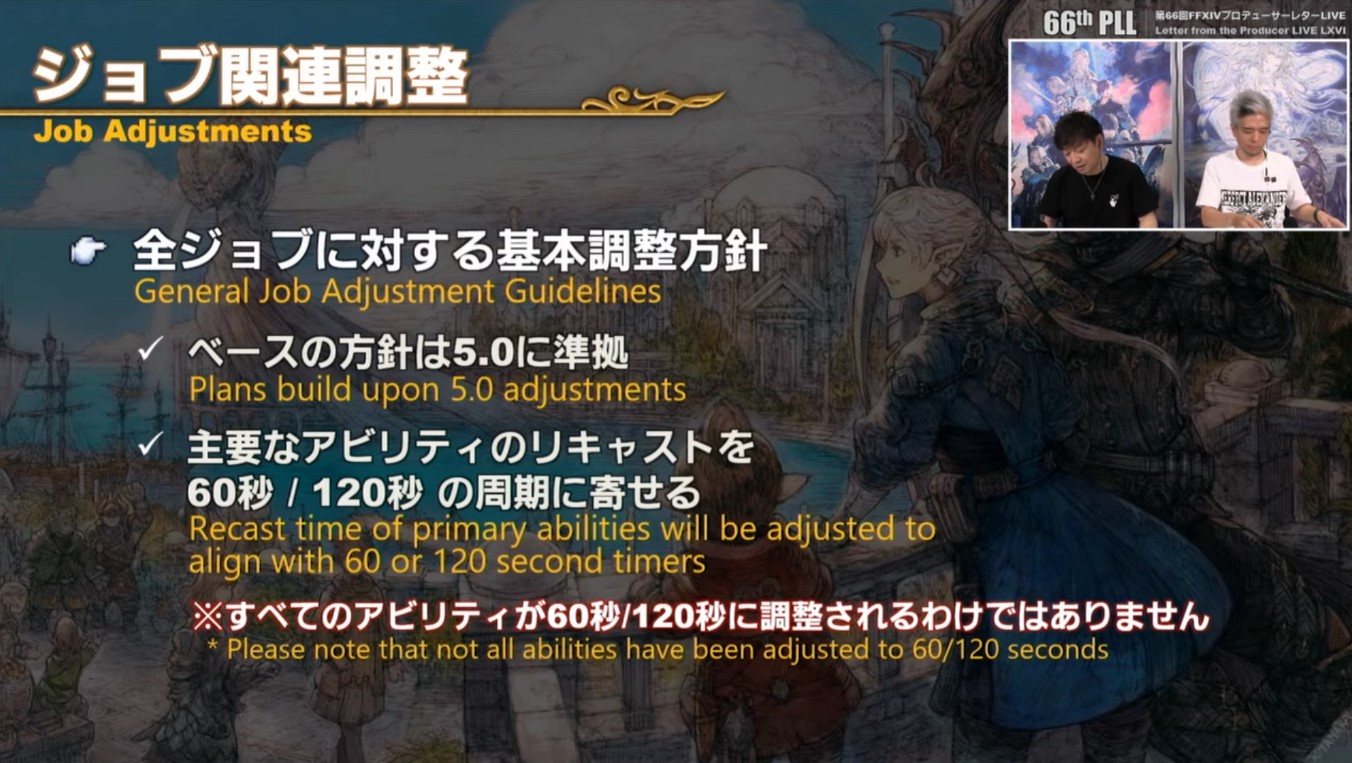 66th PLL
第66回FFXIVプロデューサーレターLIVE
Letter from the Producer LIVE LXVI
ジョブ関連調整
Job Adjustments
全ジョブに対する基本調整方針
General Job Adjustment Guidelines
✓ ベースの方針は5.0に準拠
Plans build upon 5.0 adjustments
✓ 主要なアビリティのリキャストを
60秒 / 120秒 の周期に寄せる
Recast time of primary abilities will be adjusted to
align with 60 or 120 second timers
※すべてのアビリティが60秒/120秒に調整されるわけではありません
* Please note that not all abilities have been adjusted to 60/120 seconds